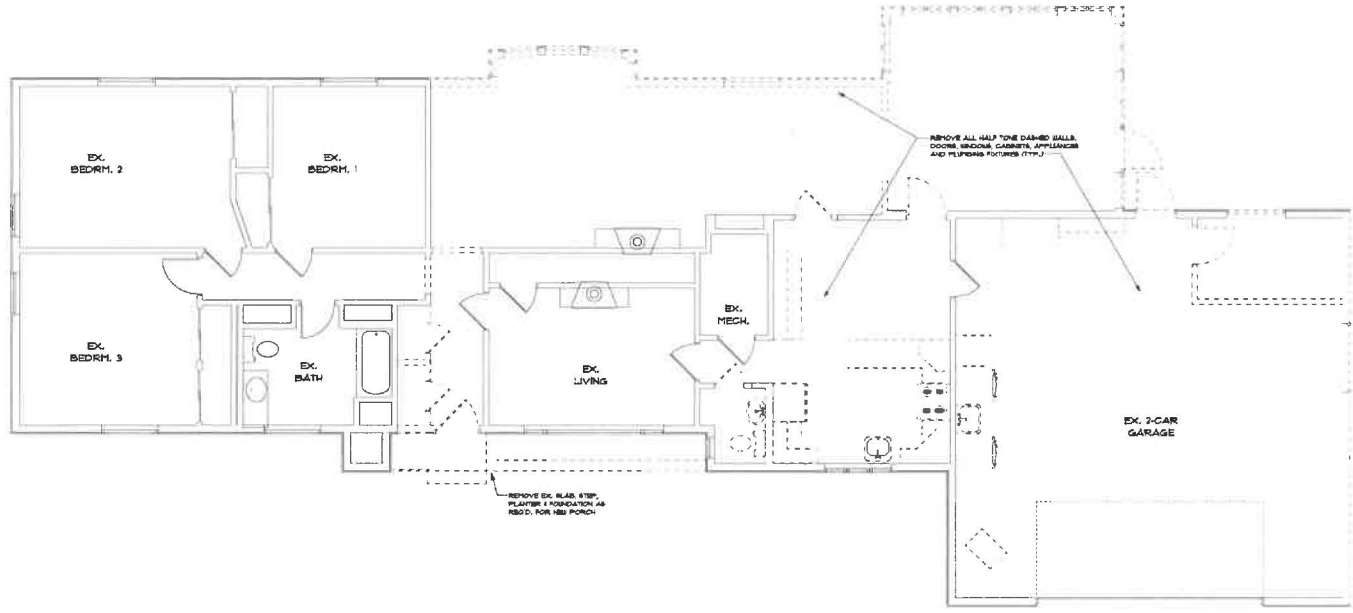 EX.
BEDRM. 2
EX.
BEDRM. 1
REMOVE ALL HALF TONE DASHED WALLS,
DOORS, WINDOWS, CABINETS, APPLIANCES
AND PLUMBING FIXTURES (TYP.)
EX.
MECH.
EX.
BEDRM. 3
EX.
BATH
EX.
LIVING
EX. 2-CAR
GARAGE
REMOVE EX. SLAB, STEP,
PLANTER & FOUNDATION AS
REQ'D. FOR NEW PORCH